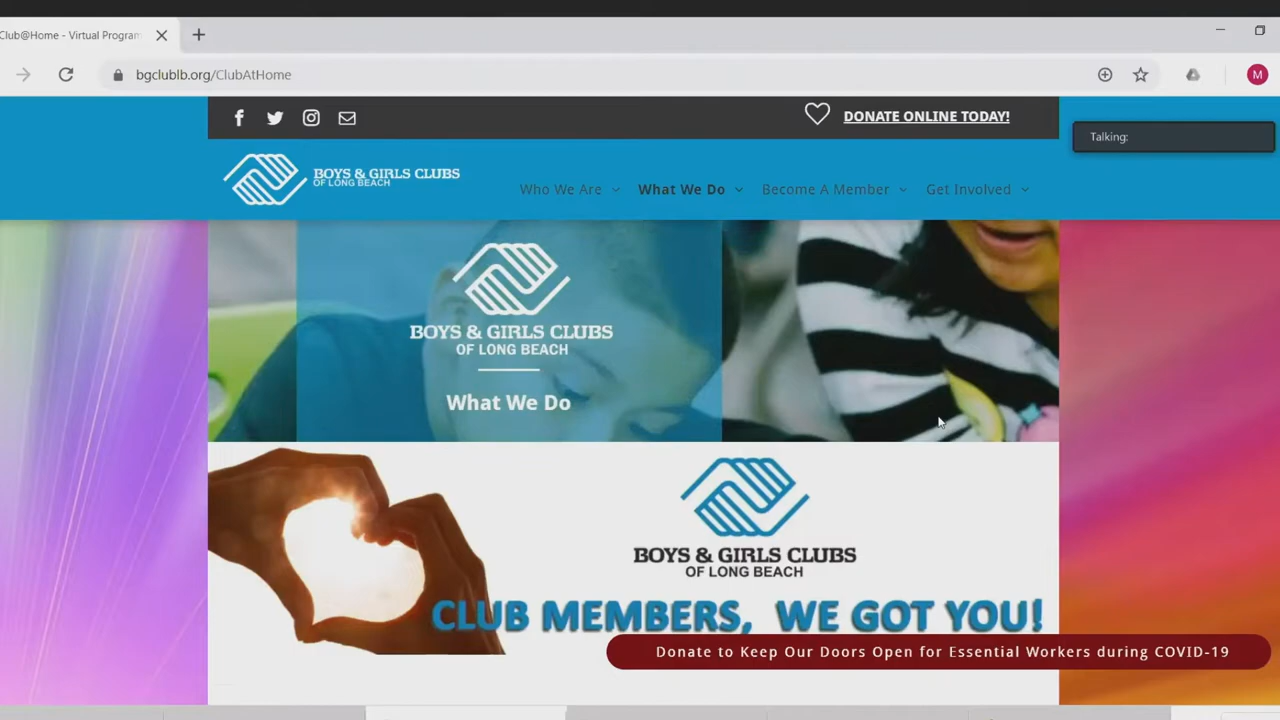 Club@Home - Virtual Program
bgclublb.org/ClubAtHome
M
DONATE ONLINE TODAY!
Talking:
BOYS & GIRLS CLUBS
OF LONG BEACH
Who We Are
What We Do
Become A Member
Get Involved
BOYS & GIRLS CLUBS
OF LONG BEACH
What We Do
BOYS & GIRLS CLUBS
OF LONG BEACH
CLUB MEMBERS, WE GOT YOU!
Donate to Keep Our Doors Open for Essential Workers during COVID-19